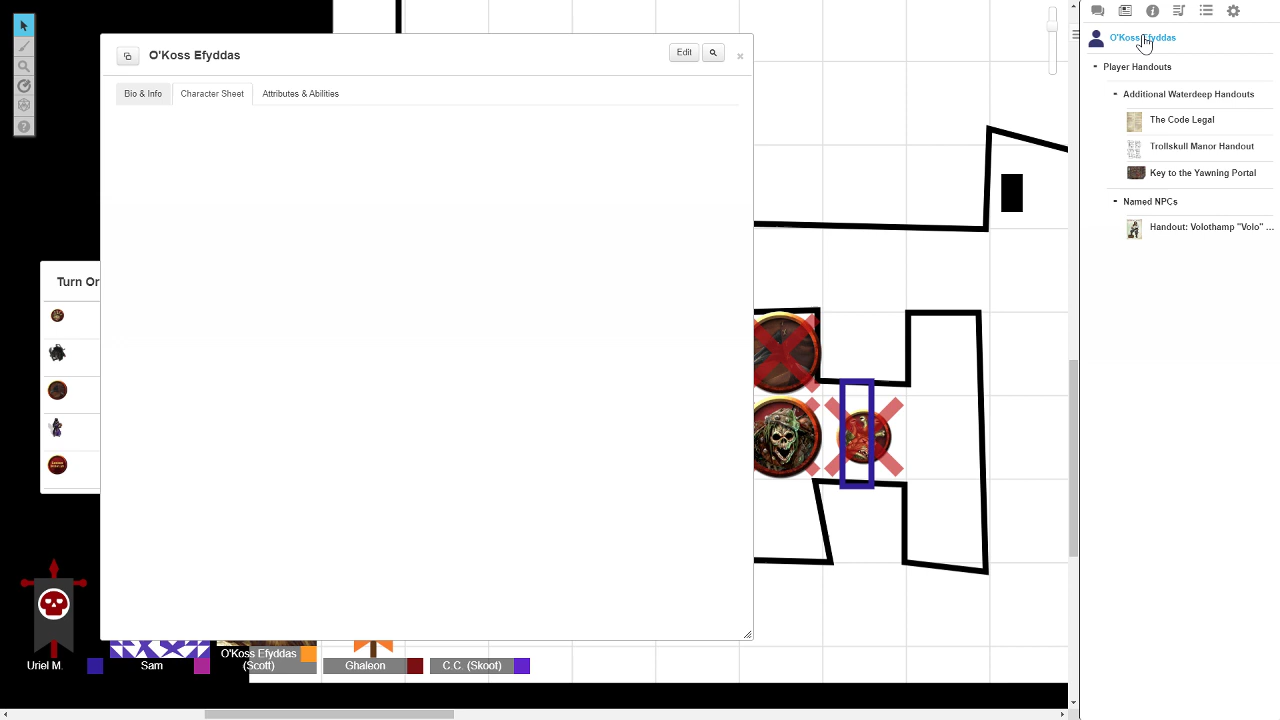 O'Koss Efyddas
Edit
Bio & Info
Character Sheet
Attributes & Abilities
Turn Or
O'Koss Efyddas
Player Handouts
Additional Waterdeep Handouts
The Code Legal
Trollskull Manor Handout
Key to the Yawning Portal
Named NPCs
Handout: Volothamp "Volo" ...
Uriel M.
Sam
O'Koss Efyddas
(Scott)
Ghaleon
C.C. (Skoot)